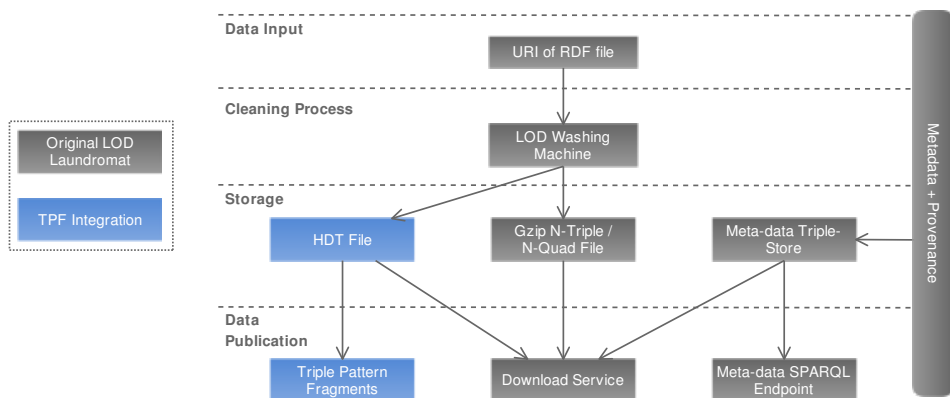 Data Input
URI of RDF file
Cleaning Process
LOD Washing
Machine
Original LOD
Laundromat
TPF Integration
Storage
HDT File
Gzip N-Triple /
N-Quad File
Meta-data Triple-
Store
Metadata + Provenance
Data
Publication
Triple Pattern
Fragments
Download Service
Meta-data SPARQL
Endpoint